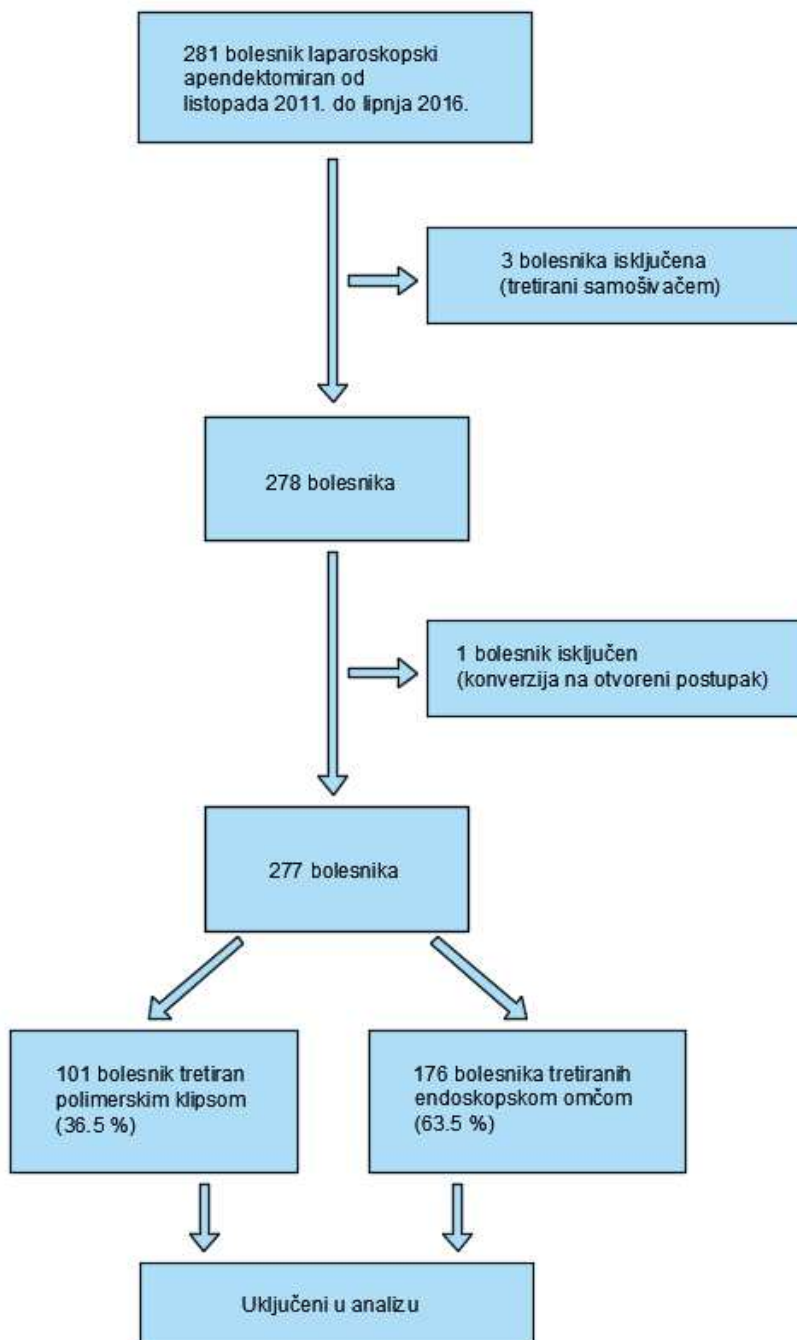 281 bolesnik laparoskopski
apendektomiran od
listopada 2011. do lipnja 2016.
3 bolesnika isključena
(tretirani samošivačem)
278 bolesnika
1 bolesnik isključen
(konverzija na otvoreni postupak)
277 bolesnika
101 bolesnik tretiran
polimerskim klipsom
(36.5 %)
176 bolesnika tretiranih
endoskopskom omčom
(63.5 %)
Uključeni u analizu